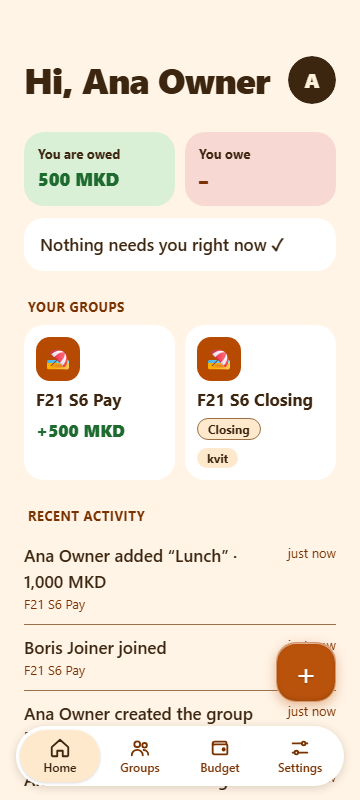 Hi, Ana Owner
A
You are owed
500 MKD
You owe
–
Nothing needs you right now ✓
YOUR GROUPS
F21 S6 Pay
+500 MKD
F21 S6 Closing
Closing
kvit
RECENT ACTIVITY
Ana Owner added “Lunch” ·
1,000 MKD
just now
F21 S6 Pay
Boris Joiner joined
F21 S6 Pay
+
Ana Owner created the group
just now
Home
Groups
Budget
Settings